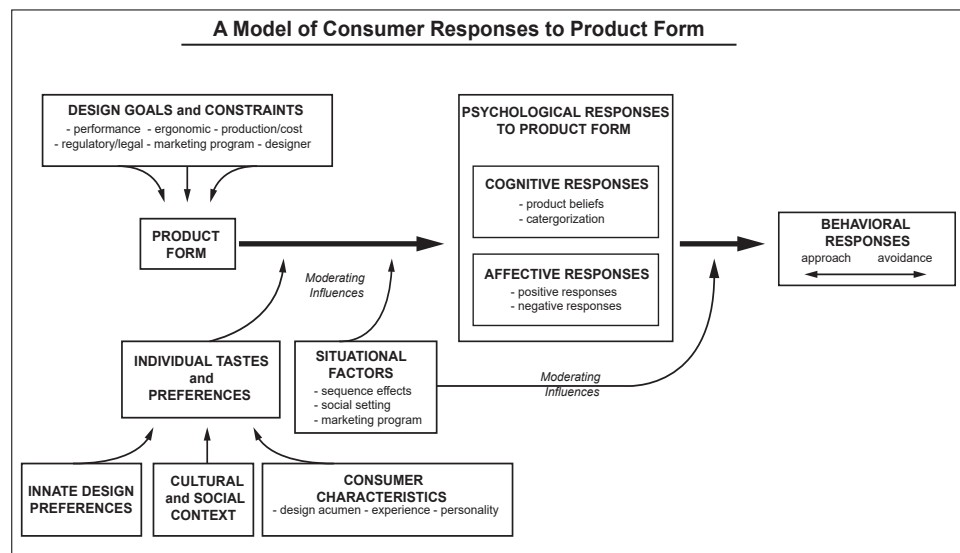 A Model of Consumer Responses to Product Form
DESIGN GOALS and CONSTRAINTS
- performance - ergonomic - production/cost
- regulatory/legal - marketing program - designer
PRODUCT
FORM
Moderating
Influences
PSYCHOLOGICAL RESPONSES
TO PRODUCT FORM
COGNITIVE RESPONSES
- product beliefs
- catergorization
AFFECTIVE RESPONSES
- positive responses
- negative responses
BEHAVIORAL
RESPONSES
approach avoidance
INDIVIDUAL TASTES
and
PREFERENCES
SITUATIONAL
FACTORS
- sequence effects
- social setting
- marketing program
Moderating
Influences
INNATE DESIGN
PREFERENCES
CULTURAL
and SOCIAL
CONTEXT
CONSUMER
CHARACTERISTICS
- design acumen - experience - personality